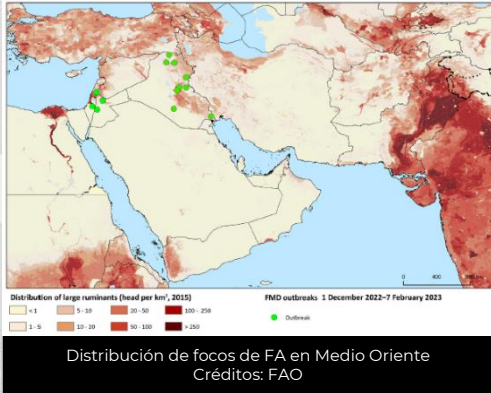 0 400
Distribution of large ruminants (head per km², 2015)
FMD outbreaks 1 December 2022–7 February 2023
<1 5 - 10 20 - 50 100 - 250
Outbreak
1 - 5 10 - 20 50 - 100 > 250
Distribución de focos de FA en Medio Oriente
Créditos: FAO